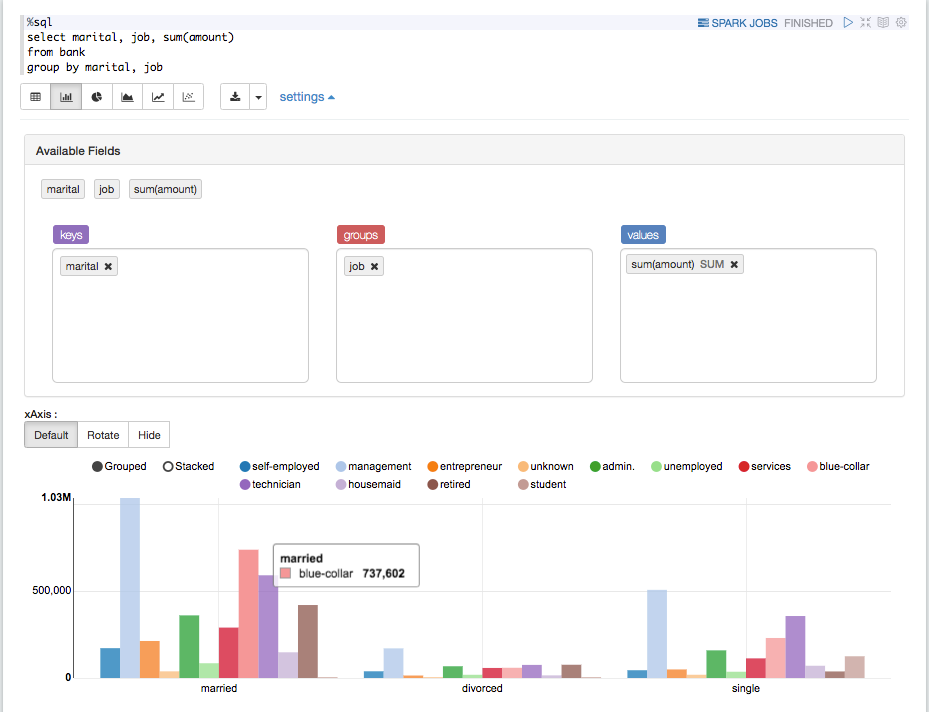 %sql
SPARK JOBS FINISHED
select marital, job, sum(amount)
from bank
group by marital, job
settings
Available Fields
marital job sum(amount)
keys groups values
marital ✖ job ✖ sum(amount) SUM ✖
xAxis :
Default Rotate Hide
Grouped Stacked self-employed management entrepreneur unknown admin. unemployed services blue-collar
technician housemaid retired student
1.03M
married
blue-collar 737,602
500,000
0
married divorced single